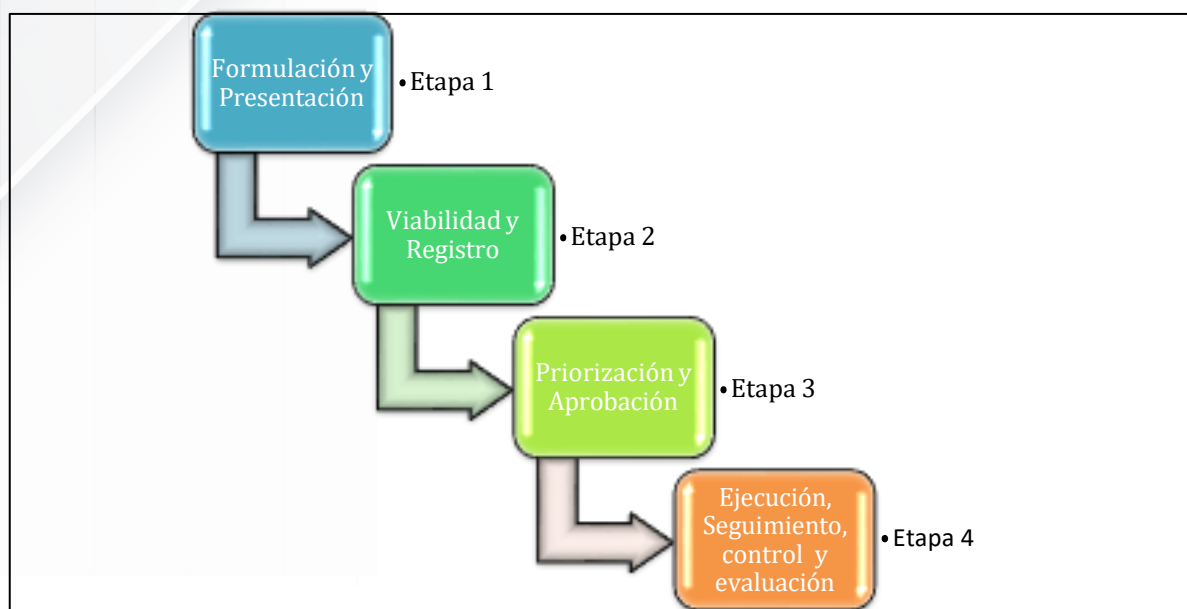 Formulación y
Presentación
•Etapa 1
Viabilidad y
Registro
•Etapa 2
Priorización y
Aprobación
•Etapa 3
Ejecución,
Seguimiento,
control y
evaluación
•Etapa 4